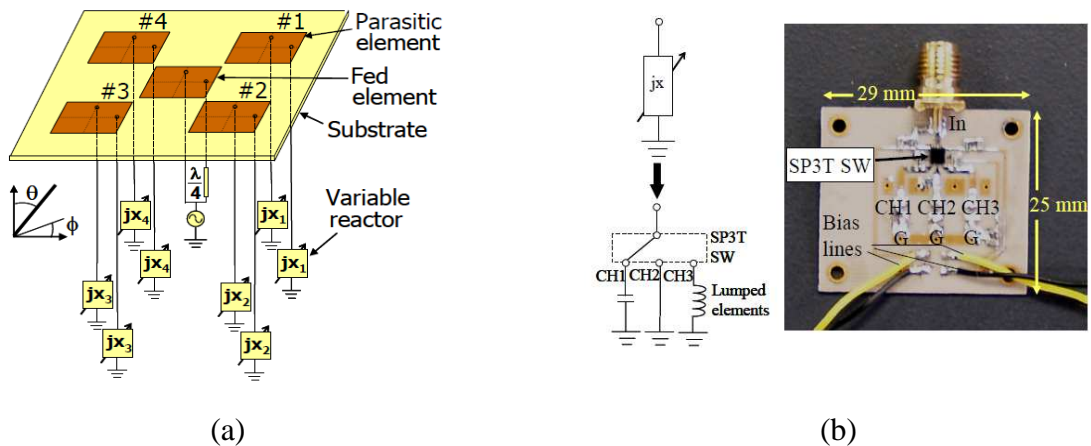 #4
#1
Parasitic
element
Fed
element
#3
#2
Substrate
λ
4
θ
ϕ
Variable
reactor
jx4
jx1
jx4
jx1
jx3
jx2
jx3
jx2
(a)
jx
SP3T
SW
CH1
CH2
CH3
Lumped
elements
29 mm
In
SP3T SW
CH1 CH2 CH3
25 mm
Bias
lines
G G G
(b)